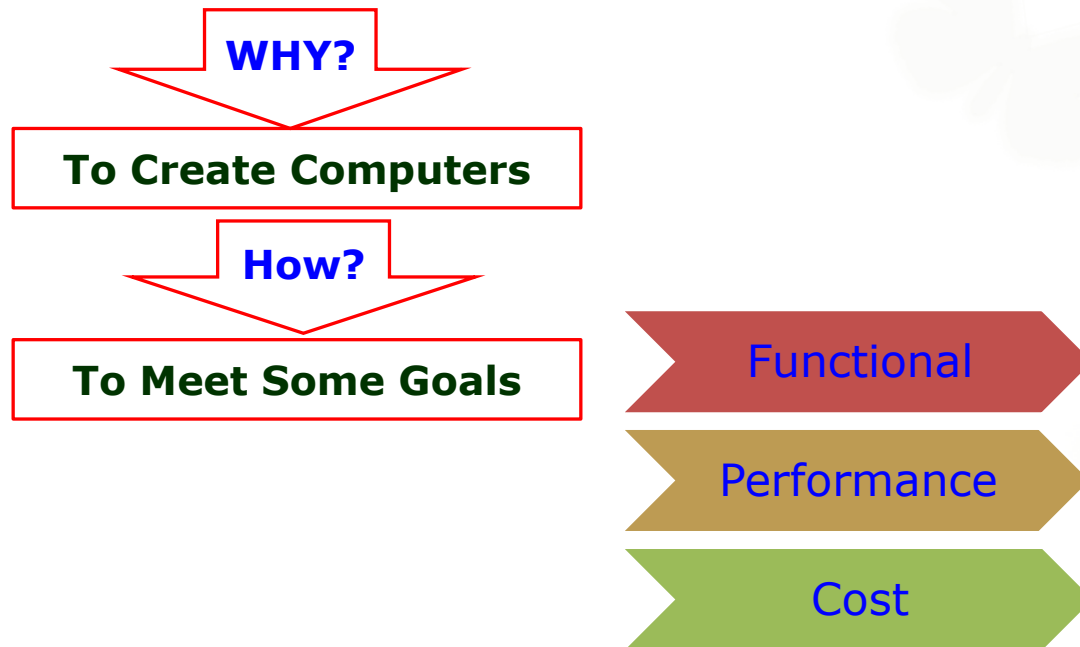 WHY?
To Create Computers
How?
To Meet Some Goals
Functional
Performance
Cost